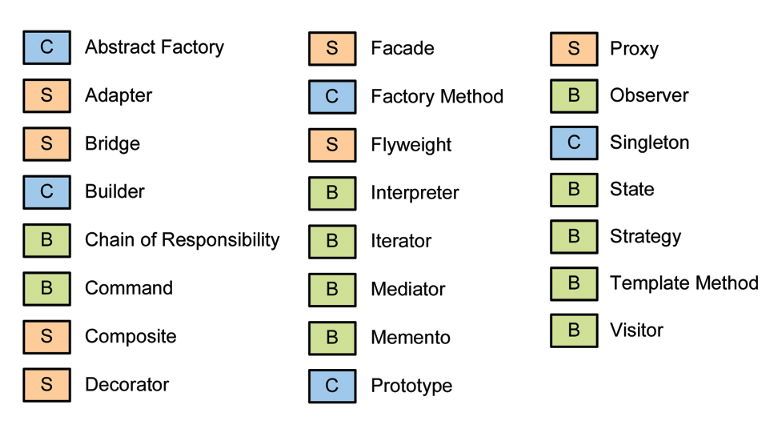 C Abstract Factory
S Adapter
S Bridge
C Builder
B Chain of Responsibility
B Command
S Composite
S Decorator
S Facade
C Factory Method
S Flyweight
B Interpreter
B Iterator
B Mediator
B Memento
C Prototype
S Proxy
B Observer
C Singleton
B State
B Strategy
B Template Method
B Visitor